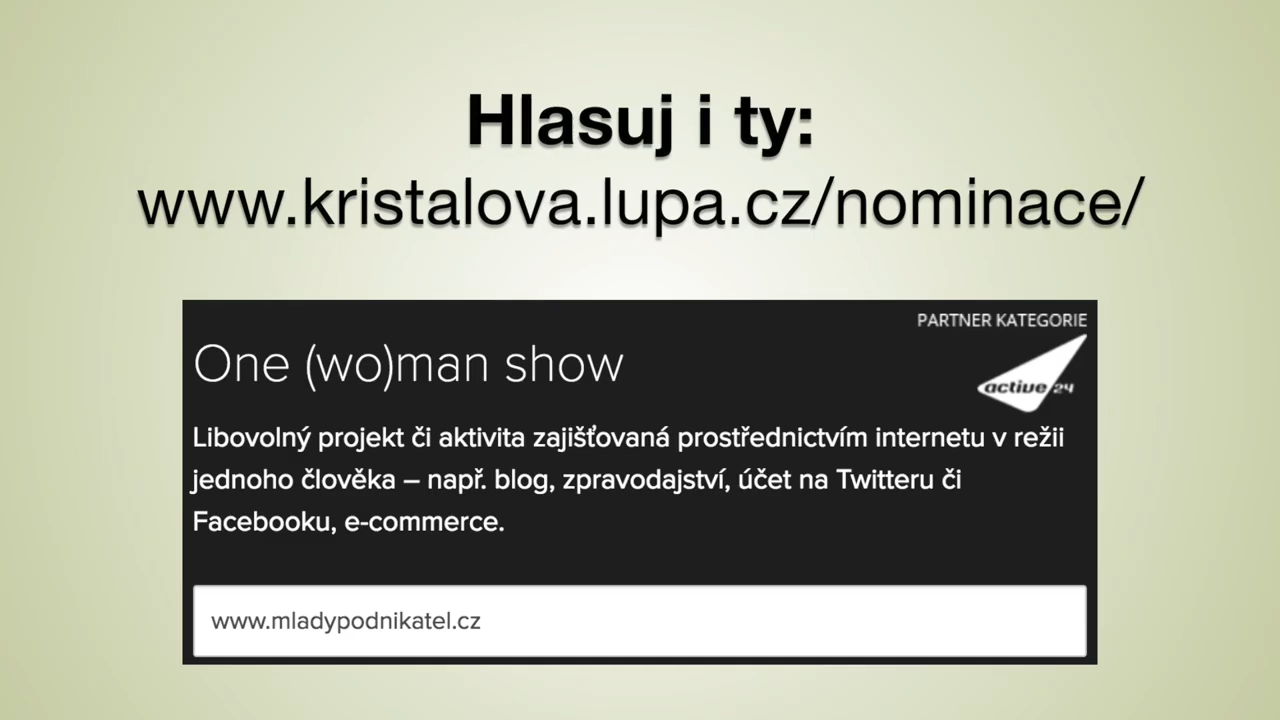 Hlasuj i ty:
www.kristalova.lupa.cz/nominace/
PARTNER KATEGORIE
One (wo)man show
active 24
Libovolný projekt či aktivita zajišťovaná prostřednictvím internetu v režii
jednoho člověka – např. blog, zpravodajství, účet na Twitteru či
Facebooku, e-commerce.
www.mladypodnikatel.cz